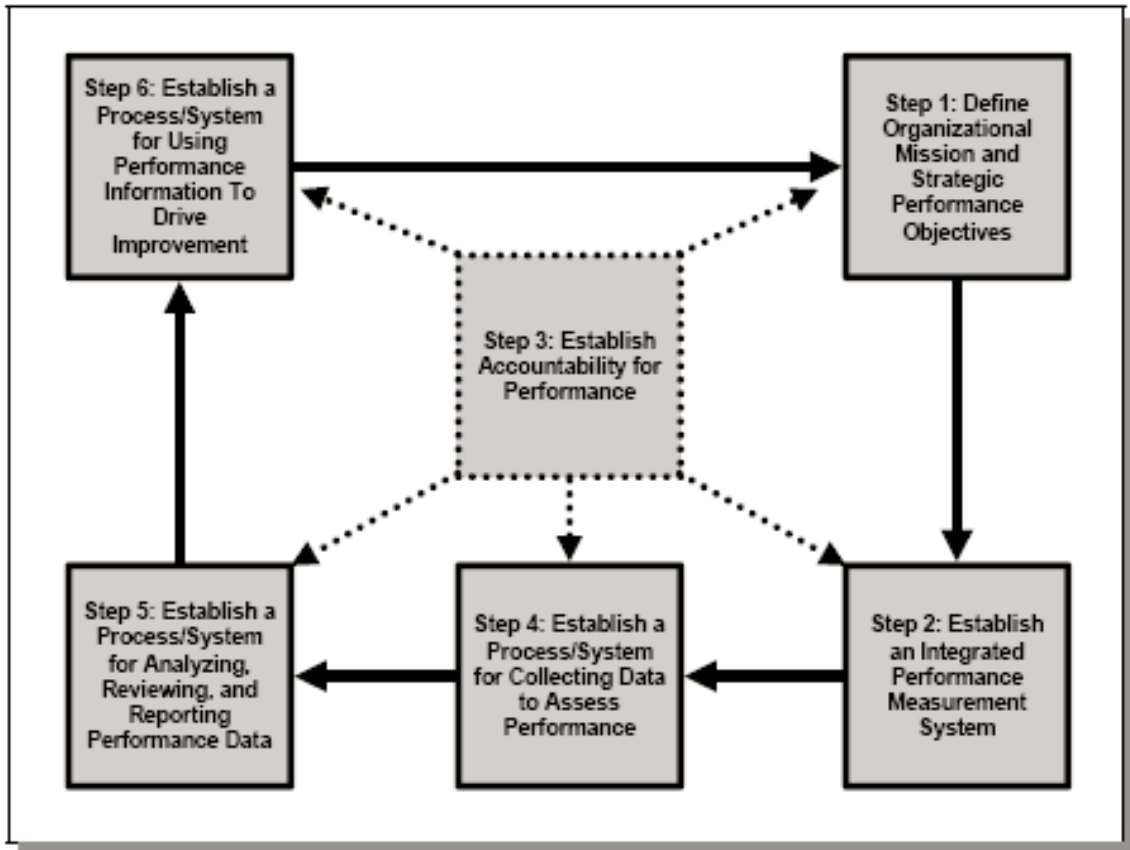 Step 6: Establish a
Process/System
for Using
Performance
Information To
Drive
Improvement
Step 1: Define
Organizational
Mission and
Strategic
Performance
Objectives
Step 3: Establish
Accountability for
Performance
Step 5: Establish a
Process/System
for Analyzing,
Reviewing, and
Reporting
Performance Data
Step 4: Establish a
Process/System
for Collecting Data
to Assess
Performance
Step 2: Establish
an Integrated
Performance
Measurement
System